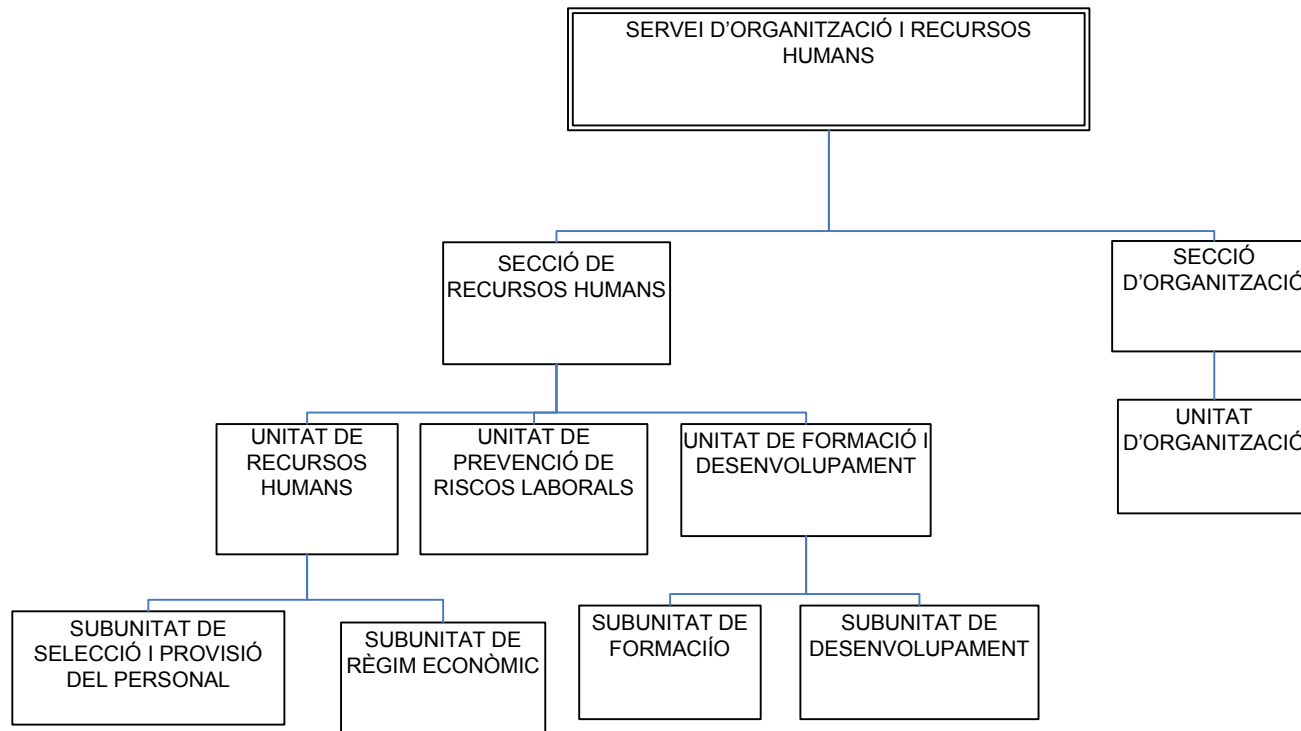 SERVEI D'ORGANITZACIÓ I RECURSOS
HUMANS
SECCIÓ DE
RECURSOS HUMANS
SECCIÓ
D'ORGANITZACIÓ
UNITAT DE
RECURSOS
HUMANS
UNITAT DE
PREVENCIÓ DE
RISCOS LABORALS
UNITAT DE FORMACIÓ I
DESENVOLUPAMENT
UNITAT
D'ORGANITZACIÓ
SUBUNITAT DE
SELECCIÓ I PROVISIÓ
DEL PERSONAL
SUBUNITAT DE
RÈGIM ECONÒMIC
SUBUNITAT DE
FORMACIÍO
SUBUNITAT DE
DESENVOLUPAMENT